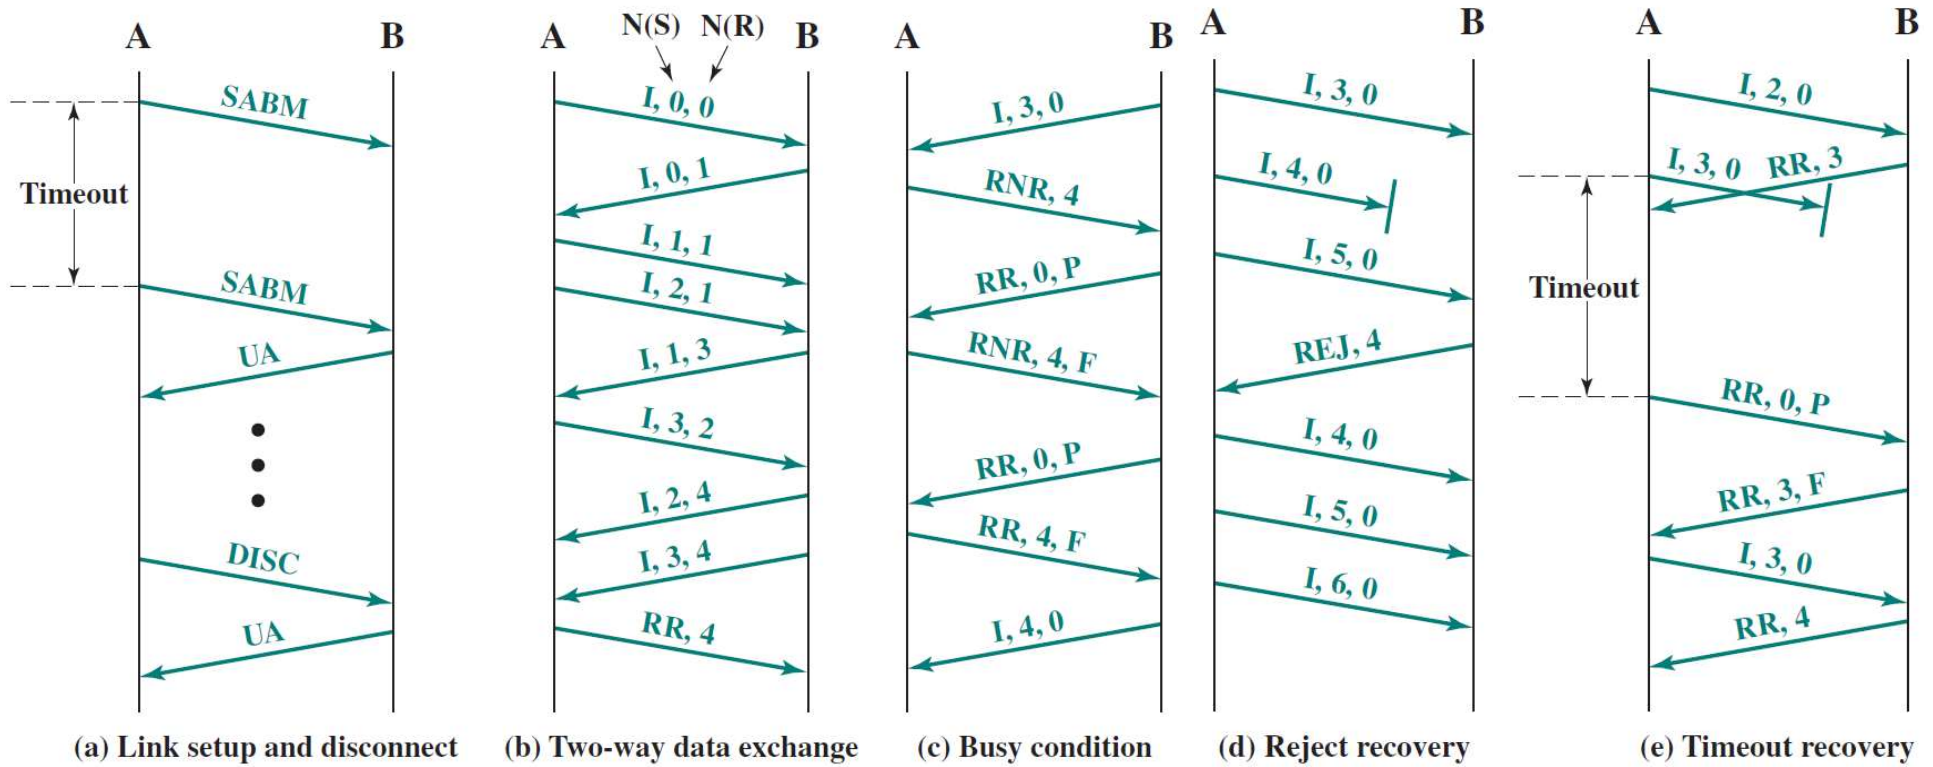 A B
SABM
Timeout
SABM
UA
DISC
UA
(a) Link setup and disconnect
N(S) N(R)
A B
I, 0, 0
I, 0, 1
I, 1, 1
I, 2, 1
I, 1, 3
I, 3, 2
I, 2, 4
I, 3, 4
RR, 4
(b) Two-way data exchange
A B
I, 3, 0
RNR, 4
RR, 0, P
RNR, 4, F
RR, 0, P
RR, 4, F
I, 4, 0
(c) Busy condition
A B
I, 3, 0
I, 4, 0
I, 5, 0
REJ, 4
I, 4, 0
I, 5, 0
I, 6, 0
(d) Reject recovery
A B
I, 2, 0
I, 3, 0 RR, 3
Timeout
RR, 0, P
RR, 3, F
I, 3, 0
RR, 4
(e) Timeout recovery